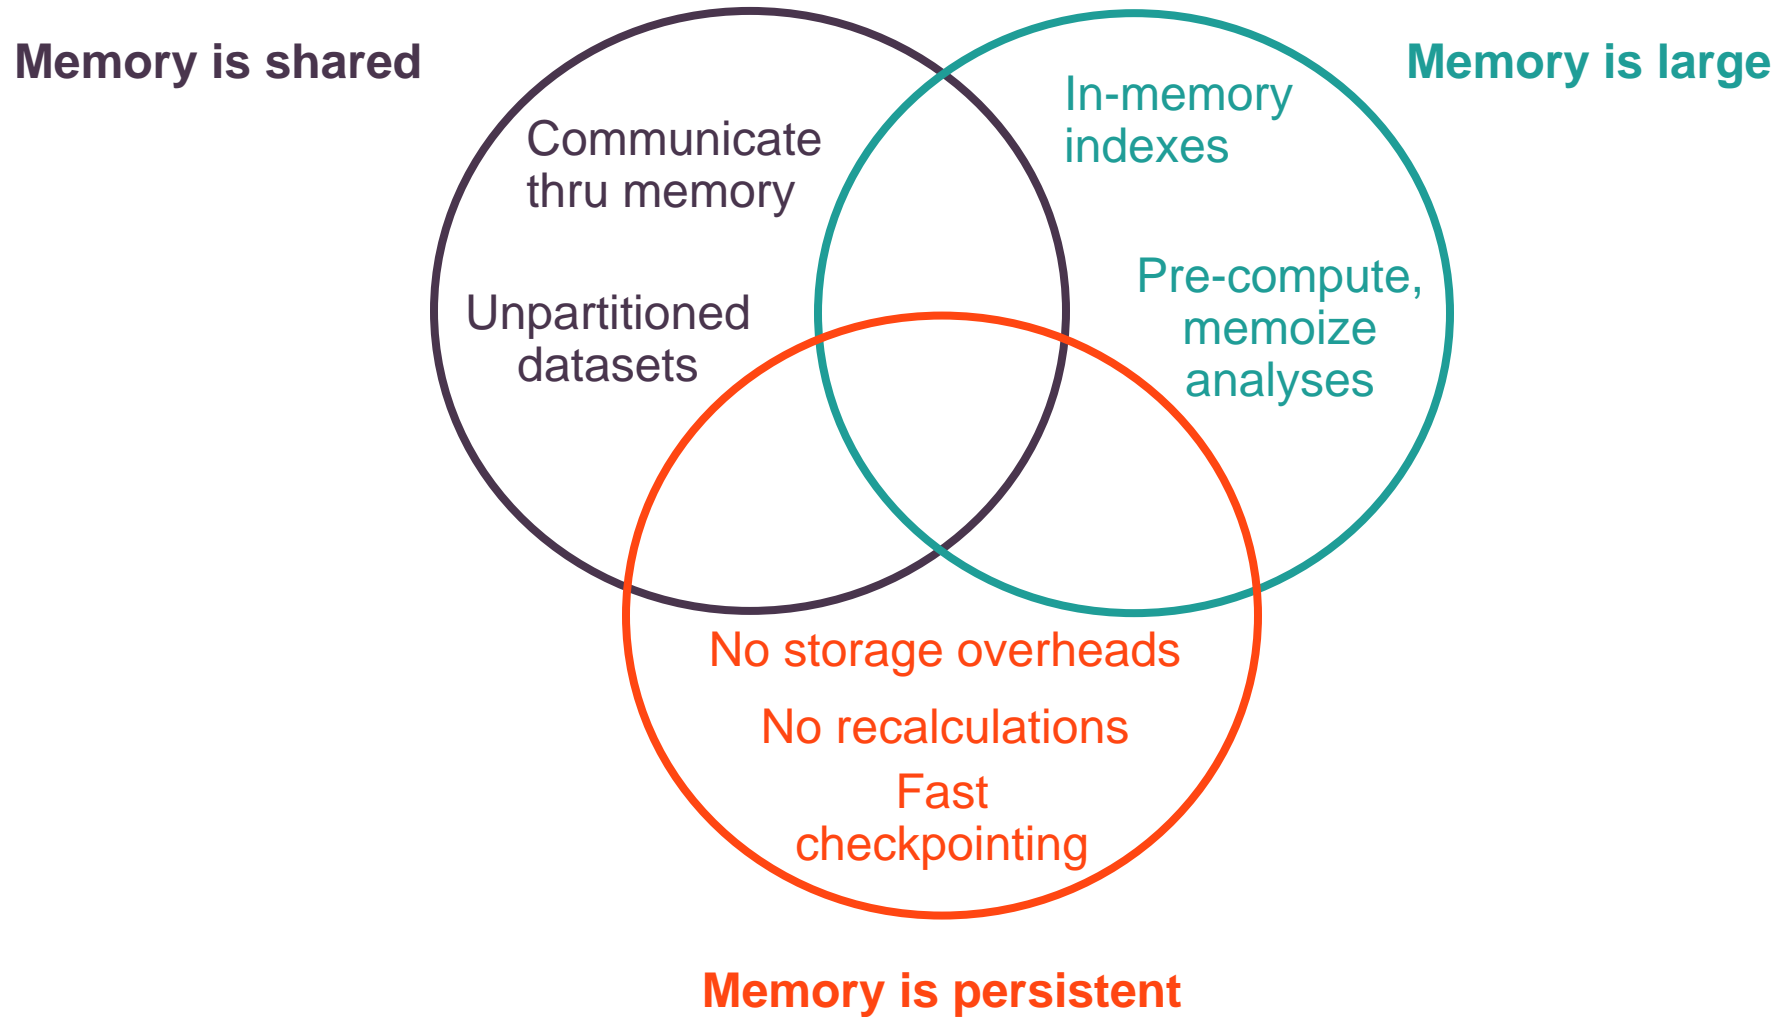 Memory is shared
Memory is large
Communicate
thru memory
Unpartitioned
datasets
In-memory
indexes
Pre-compute,
memoize
analyses
No storage overheads
No recalculations
Fast
checkpointing
Memory is persistent